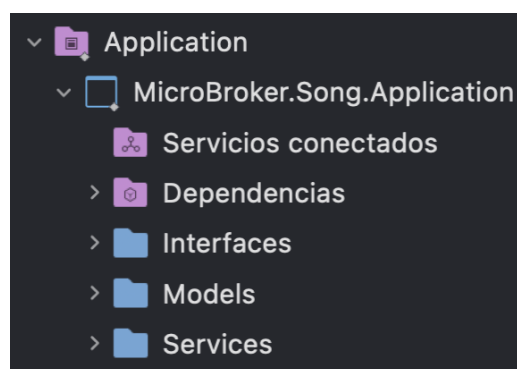 Application
MicroBroker.Song.Application
Servicios conectados
Dependencias
Interfaces
Models
Services